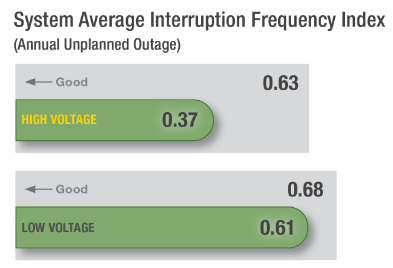 System Average Interruption Frequency Index
(Annual Unplanned Outage)
Good
0.63
HIGH VOLTAGE
0.37
Good
0.68
LOW VOLTAGE
0.61